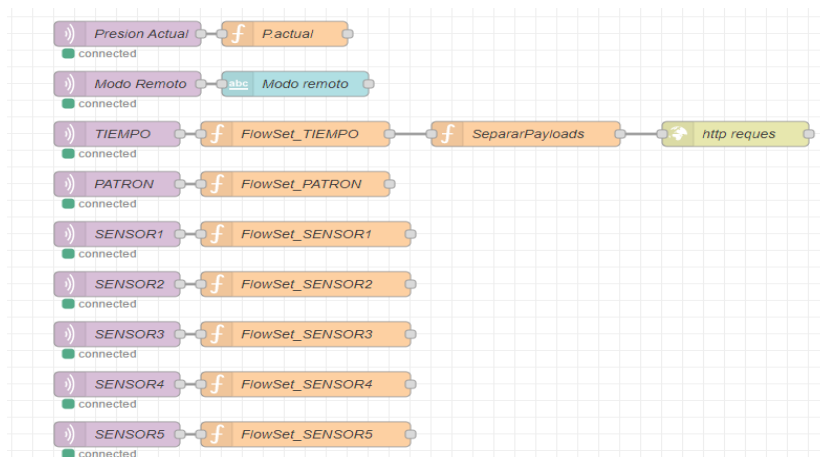 Presion Actual P.actual
connected
Modo Remoto abc Modo remoto
connected
TIEMPO FlowSet_TIEMPO SepararPayloads http reques
connected
PATRON FlowSet_PATRON
connected
SENSOR1 FlowSet_SENSOR1
connected
SENSOR2 FlowSet_SENSOR2
connected
SENSOR3 FlowSet_SENSOR3
connected
SENSOR4 FlowSet_SENSOR4
connected
SENSOR5 FlowSet_SENSOR5
connected